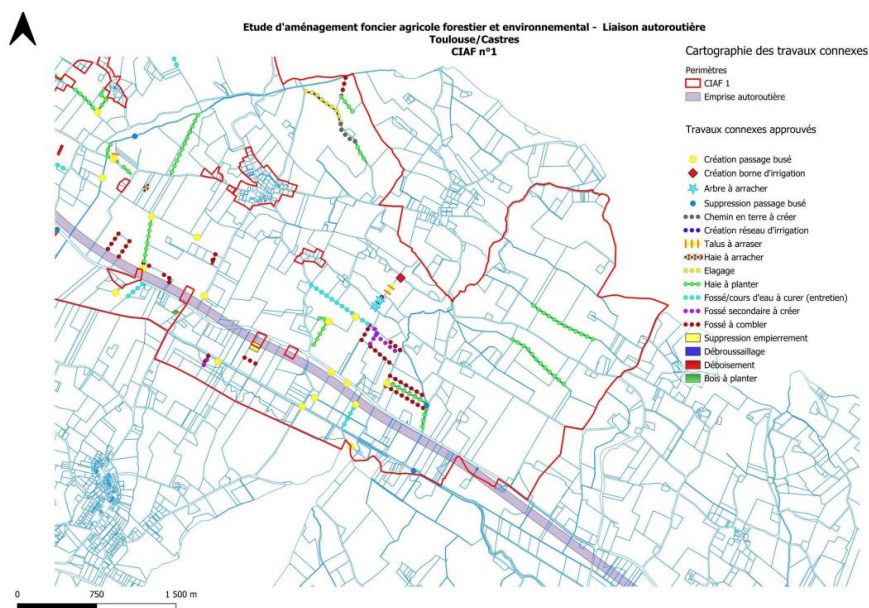 Etude d'aménagement foncier agricole forestier et environnemental - Liaison autoroutière
Toulouse/Castres
CIAF n°1
Cartographie des travaux connexes
Perimètres
CIAF 1
Emprise autoroutière
Travaux connexes approuvés
Création passage busé
Création borne d'irrigation
Arbre à arracher
Suppression passage busé
Chemin en terre à créer
Création réseau d'irrigation
Talus à araser
Haie à arracher
Elagage
Haie à planter
Fossé/cours d'eau à curer (entretien)
Fossé secondaire à créer
Fossé à combler
Suppression empierrement
Débroussaillage
Déboisement
Bois à planter
0 750 1 500 m